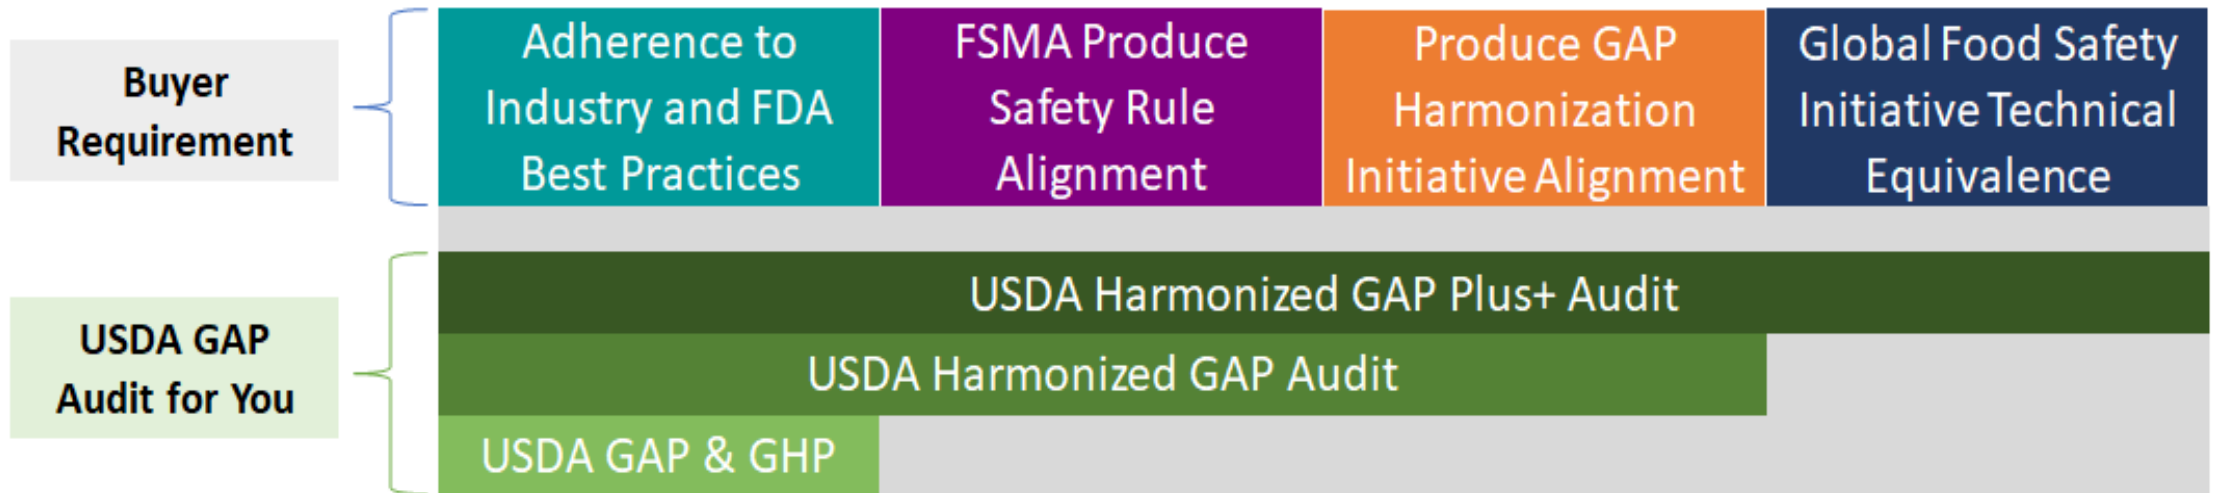 Buyer
Requirement
Adherence to
Industry and FDA
Best Practices
FSMA Produce
Safety Rule
Alignment
Produce GAP
Harmonization
Initiative Alignment
Global Food Safety
Initiative Technical
Equivalence
USDA GAP
Audit for You
USDA Harmonized GAP Plus+ Audit
USDA Harmonized GAP Audit
USDA GAP & GHP